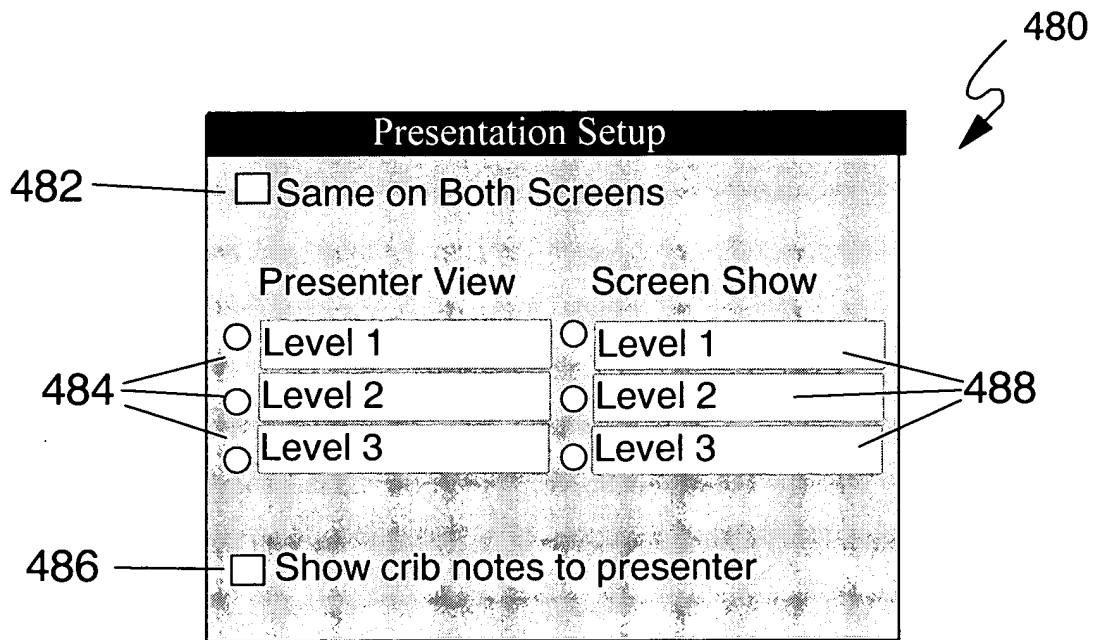 480
Presentation Setup
482
Same on Both Screens
Presenter View
Screen Show
Level 1
Level 1
484
Level 2
Level 2
488
Level 3
Level 3
486
Show crib notes to presenter